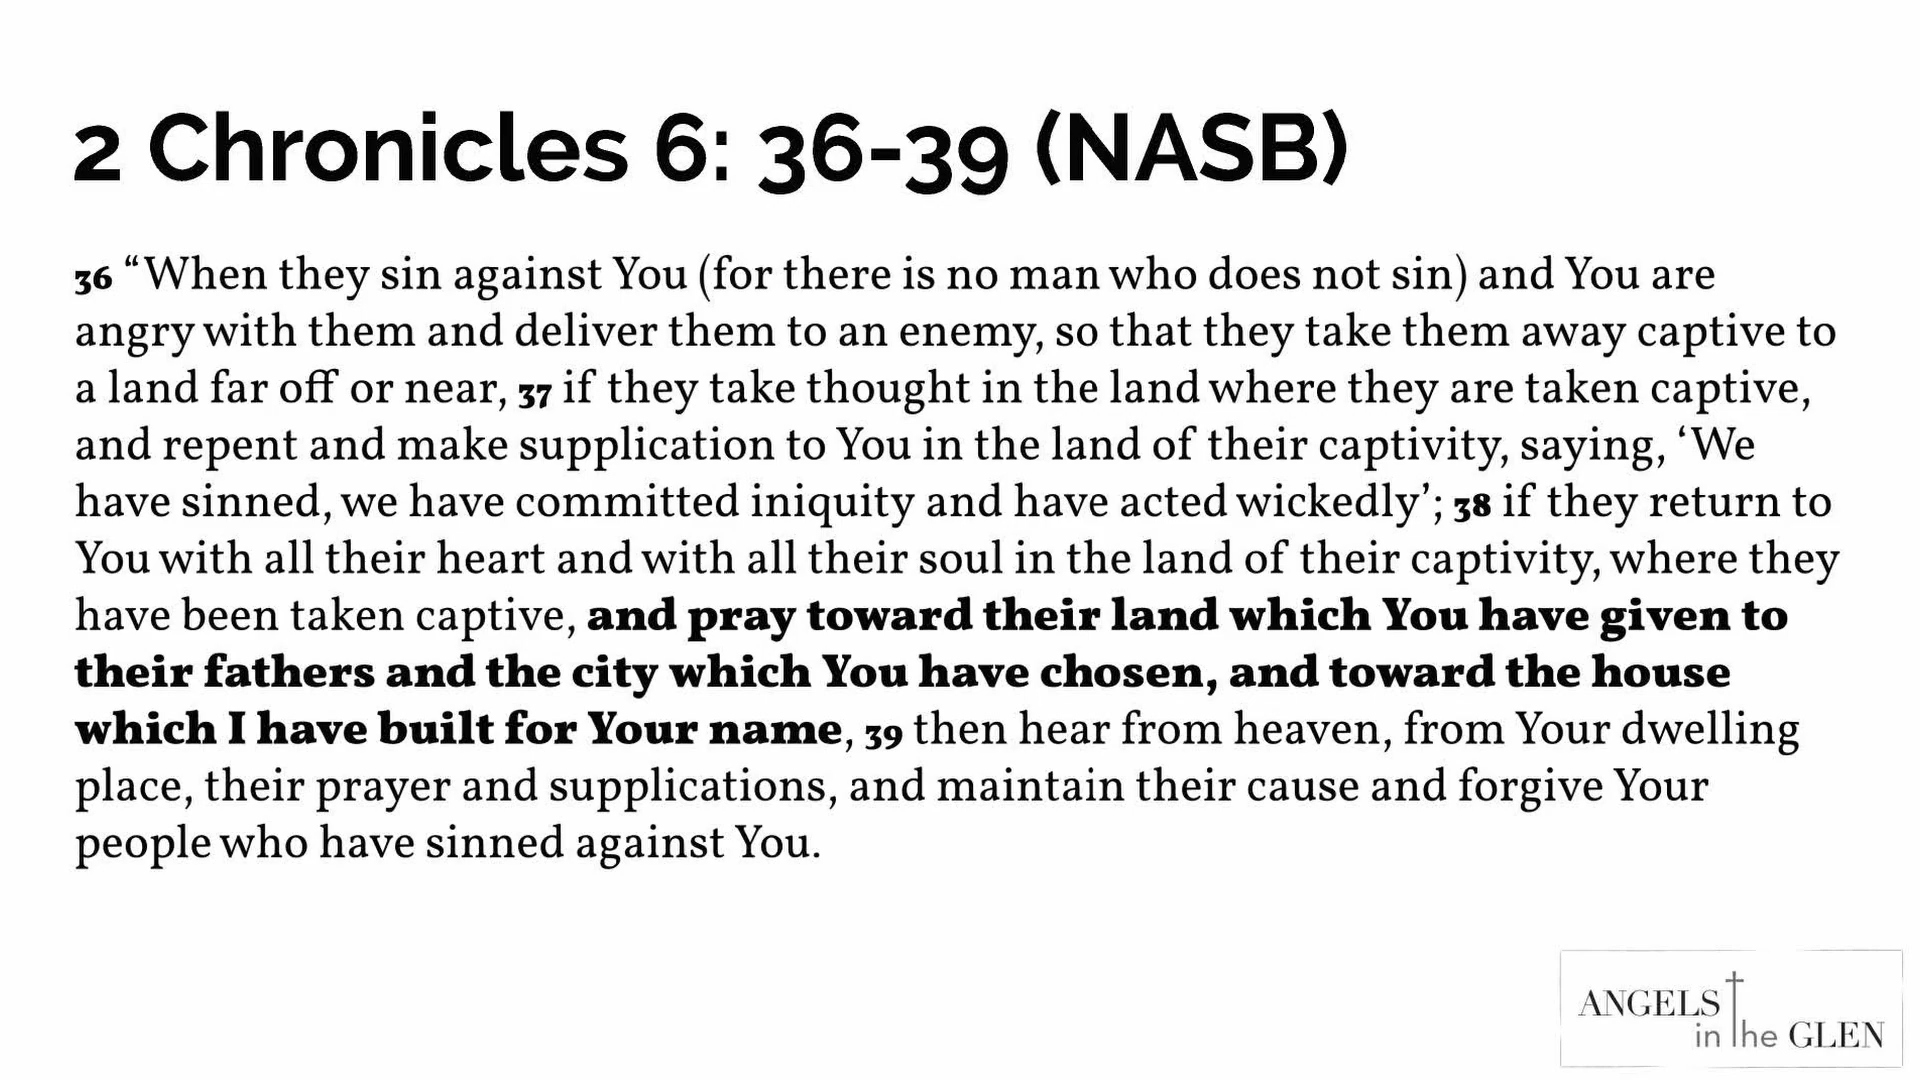 2 Chronicles 6: 36-39 (NASB)
36 “When they sin against You (for there is no man who does not sin) and You are
angry with them and deliver them to an enemy, so that they take them away captive to
a land far off or near, 37 if they take thought in the land where they are taken captive,
and repent and make supplication to You in the land of their captivity, saying, ‘We
have sinned, we have committed iniquity and have acted wickedly’; 38 if they return to
You with all their heart and with all their soul in the land of their captivity, where they
have been taken captive, and pray toward their land which You have given to
their fathers and the city which You have chosen, and toward the house
which I have built for Your name, 39 then hear from heaven, from Your dwelling
place, their prayer and supplications, and maintain their cause and forgive Your
people who have sinned against You.
ANGELS
in the GLEN